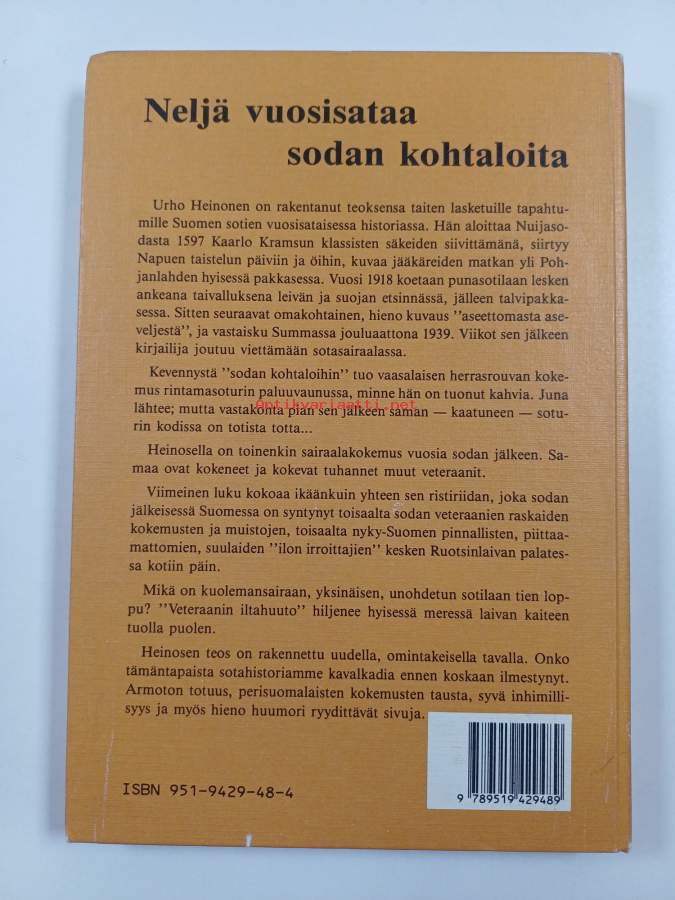 Neljä vuosisataa
sodan kohtaloita
Urho Heinonen on rakentanut teoksensa taiten lasketuille tapahtu-
mille Suomen sotien vuosisataisessa historiassa. Hän aloittaa Nuijaso-
dasta 1597 Kaarlo Kramsun klassisten säkeiden siivittämänä, siirtyy
Napuen taistelun päiviin ja öihin, kuvaa jääkäreiden matkan yli Poh-
janlahden hyisessä pakkasessa. Vuosi 1918 koetaan punasotilaan lesken
ankeana taivalluksena leivän ja suojan etsinnässä, jälleen talvipakka-
sessa. Sitten seuraavat omakohtainen, hieno kuvaus "aseettomasta ase-
veljestä", ja vastaisku Summassa jouluaattona 1939. Viikot sen jälkeen
kirjailija joutuu viettämään sotasairaalassa.
Kevennystä "sodan kohtaloihin" tuo vaasalaisen herrasrouvan koke-
mus rintamasoturin paluuvaunussa, minne hän on tuonut kahvia. Juna
Antikvariaatti.net
lähtee; mutta vastakohta pian sen jälkeen saman — kaatuneen — sotu-
rin kodissa on totista totta...
Heinosella on toinenkin sairaalakokemus vuosia sodan jälkeen. Sa-
maa ovat kokeneet ja kokevat tuhannet muut veteraanit.
Viimeinen luku kokoaa ikäänkuin yhteen sen ristiriidan, joka sodan
jälkeisessä Suomessa on syntynyt toisaalta sodan veteraanien raskaiden
kokemusten ja muistojen, toisaalta nyky-Suomen pinnallisten, piittaa-
mattomien, suulaiden "ilon irroittajien" kesken Ruotsinlaivan palates-
sa kotiin päin.
Mikä on kuolemansairaan, yksinäisen, unohdetun sotilaan tien lop-
pu? "Veteraanin iltahuuto" hiljenee hyisessä meressä laivan kaiteen
tuolla puolen.
Heinosen teos on rakennettu uudella, omintakeisella tavalla. Onko
tämäntapaista sotahistoriamme kavalkadia ennen koskaan ilmestynyt.
Armoton totuus, perisuomalaisten kokemusten tausta, syvä inhimilli-
syys ja myös hieno huumori ryydittävät sivuja.
ISBN 951-9429-48-4
9 789519 429489